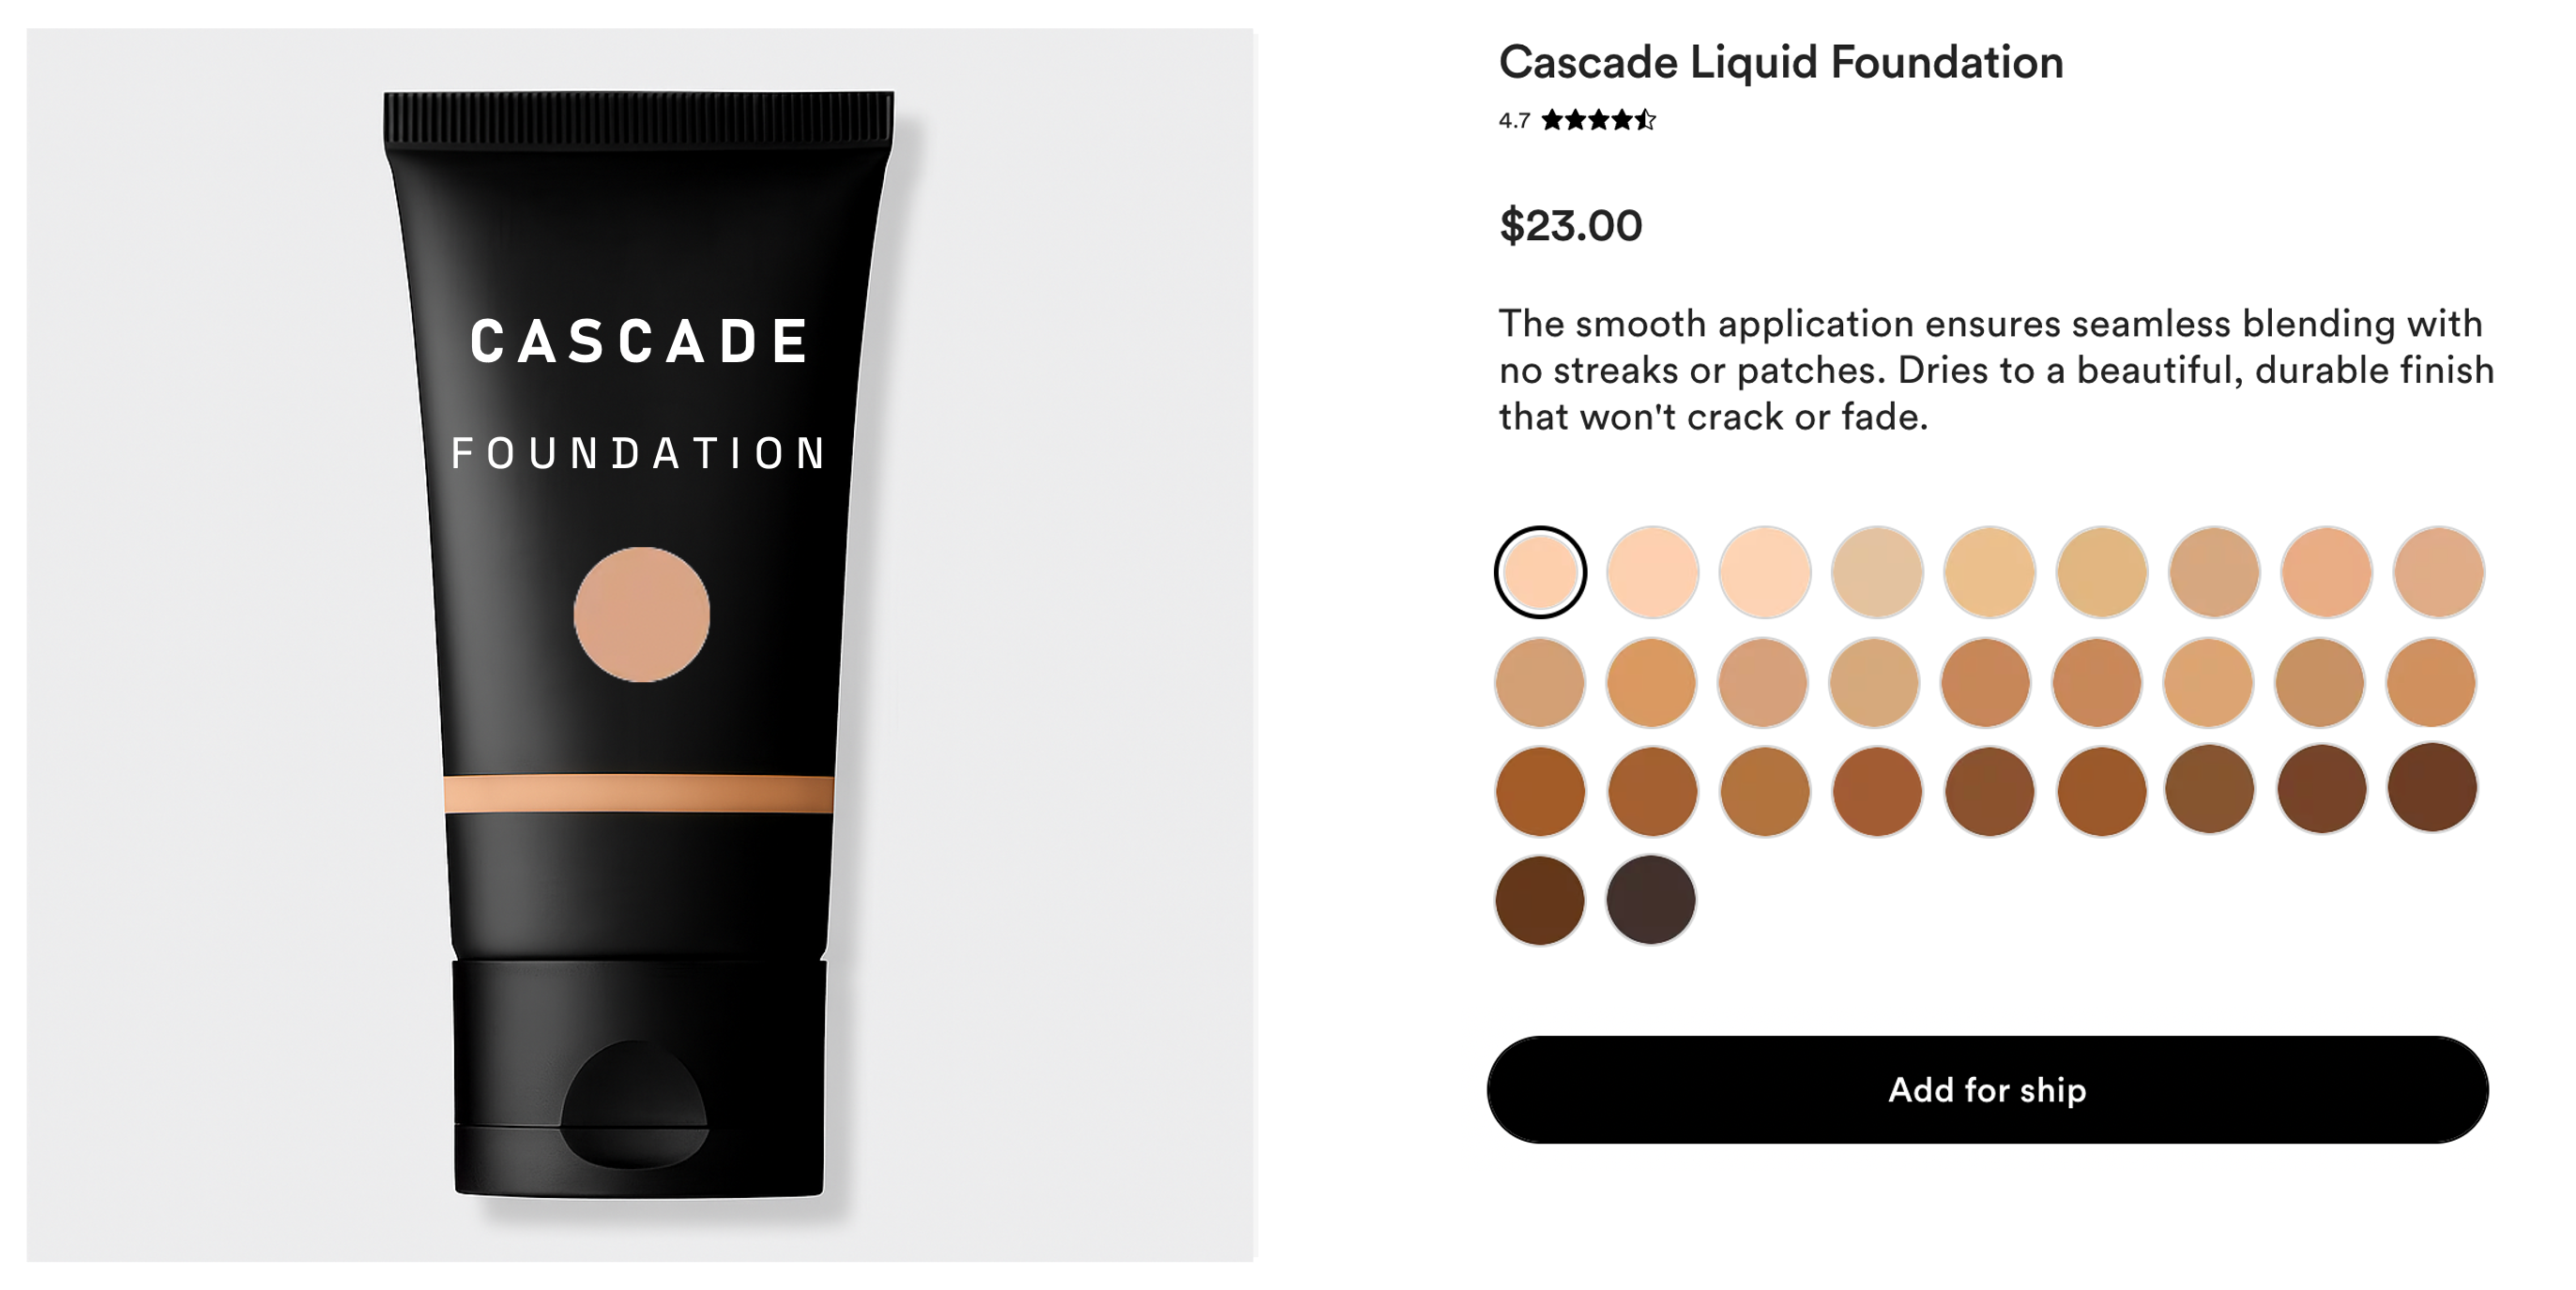 CASCADE
FOUNDATION
Cascade Liquid Foundation
4.7
$23.00
The smooth application ensures seamless blending with
no streaks or patches. Dries to a beautiful, durable finish
that won't crack or fade.
Add for ship